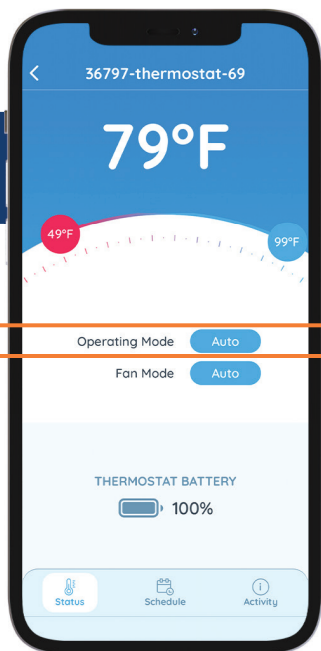 36797-thermostat-69
79°F
49°F
99°F
Operating Mode Auto
Fan Mode Auto
THERMOSTAT BATTERY
100%
Status Schedule Activity